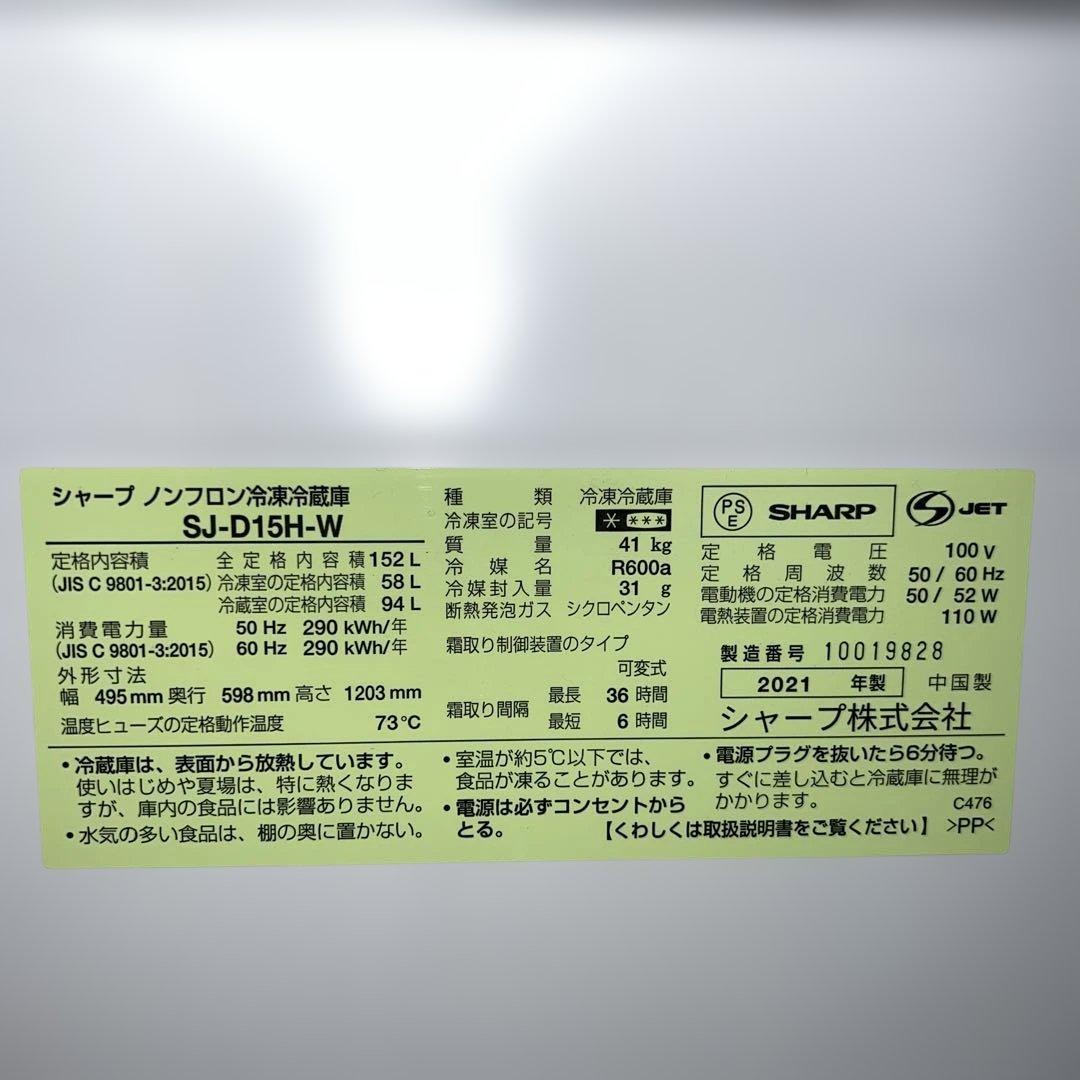 シャープ ノンフロン冷凍冷蔵庫
SJ-D15H-W
定格内容積 全定格内容積 152 L
(JIS C 9801-3:2015) 冷凍室の定格内容積 58 L
冷蔵室の定格内容積 94 L
消費電力量 50 Hz 290 kWh/年
(JIS C 9801-3:2015) 60 Hz 290 kWh/年
外形寸法
幅 495 mm 奥行 598 mm 高さ 1203 mm
温度ヒューズの定格動作温度 73℃
種類 冷凍冷蔵庫
冷凍室の記号 * ***
質量 41 kg
冷媒名 R600a
冷媒封入量 31 g
断熱発泡ガス シクロペンタン
霜取り制御装置のタイプ
可変式
霜取り間隔 最長 36 時間
最短 6 時間
PSE SHARP JET
定格電圧 100 V
定格周波数 50 / 60 Hz
電動機の定格消費電力 50 / 52 W
電熱装置の定格消費電力 110 W
製造番号 10019828
2021 年製 中国製
シャープ株式会社
・冷蔵庫は、表面から放熱しています。
使いはじめや夏場は、特に熱くなりま
すが、庫内の食品には影響ありません。
・水気の多い食品は、棚の奥に置かない。
・室温が約5℃以下では、
食品が凍ることがあります。
・電源は必ずコンセントから
とる。
・電源プラグを抜いたら6分待つ。
すぐに差し込むと冷蔵庫に無理が
かかります。 C476
【くわしくは取扱説明書をご覧ください】 >PP<